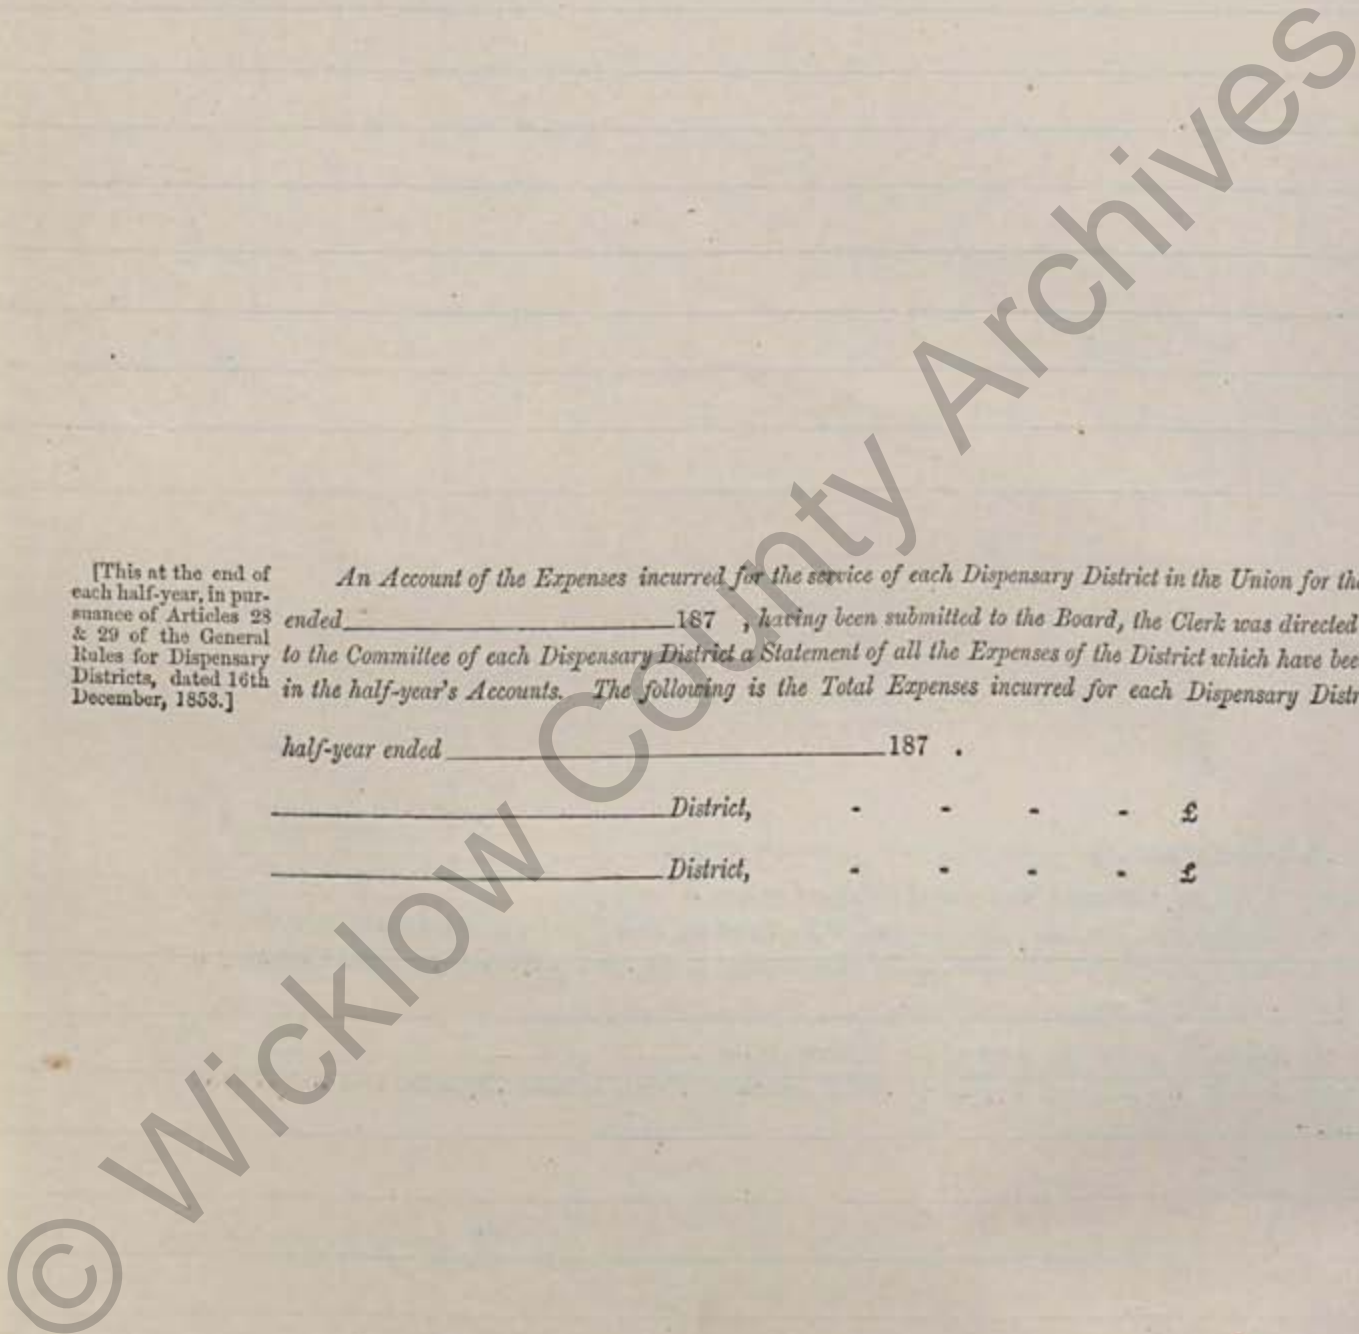 [This at the end of
each half-year, in pur-
suance of Articles 28
& 29 of the General
Rules for Dispensary
Districts, dated 16th
December, 1853.]
An Account of the Expenses incurred for the service of each Dispensary District in the Union for the
ended 187 , having been submitted to the Board, the Clerk was directed
to the Committee of each Dispensary District a Statement of all the Expenses of the District which have bee
in the half-year's Accounts. The following is the Total Expenses incurred for each Dispensary Distr
half-year ended 187 .
District, - - - - £
District, - - - - £
© Wicklow County Archives